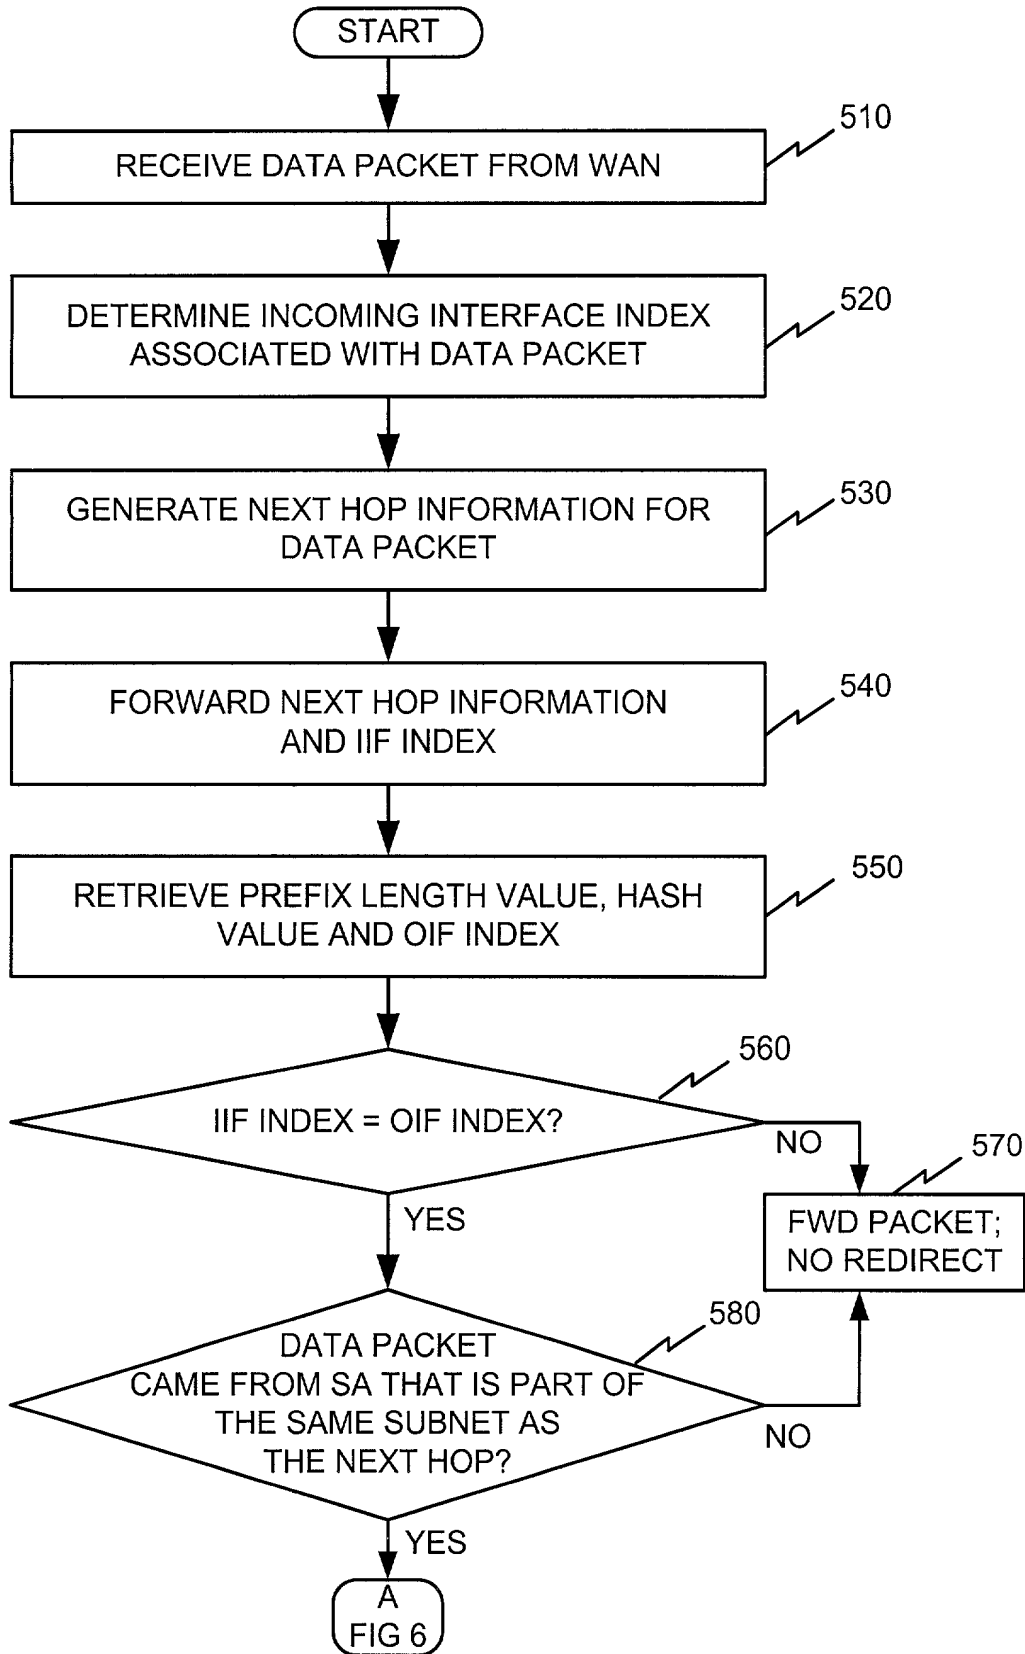 START
510
RECEIVE DATA PACKET FROM WAN
520
DETERMINE INCOMING INTERFACE INDEX
ASSOCIATED WITH DATA PACKET
530
GENERATE NEXT HOP INFORMATION FOR
DATA PACKET
540
FORWARD NEXT HOP INFORMATION
AND IIF INDEX
550
RETRIEVE PREFIX LENGTH VALUE, HASH
VALUE AND OIF INDEX
560
IIF INDEX = OIF INDEX?
NO
570
YES
FWD PACKET;
NO REDIRECT
580
DATA PACKET
CAME FROM SA THAT IS PART OF
THE SAME SUBNET AS
THE NEXT HOP?
NO
YES
A
FIG 6